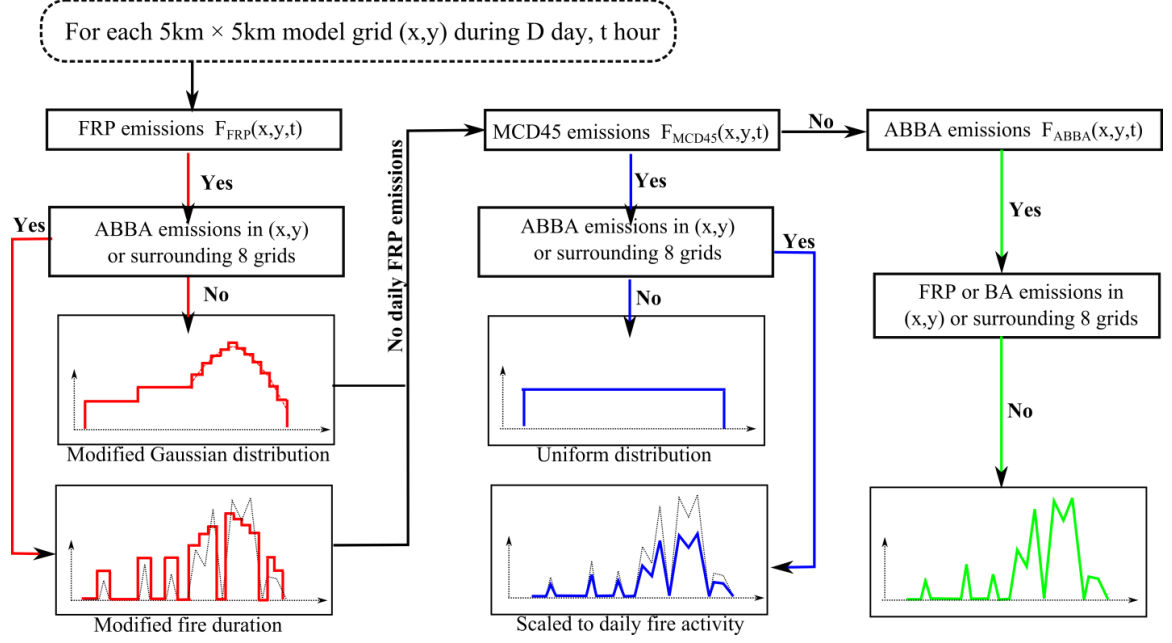 For each 5km × 5km model grid (x,y) during D day, t hour
FRP emissions F_FRP(x,y,t)
Yes
Yes
ABBA emissions in (x,y)
or surrounding 8 grids
No
Modified Gaussian distribution
Modified fire duration
No daily FRP emissions
MCD45 emissions F_MCD45(x,y,t)
No
Yes
ABBA emissions in (x,y)
or surrounding 8 grids
Yes
No
Uniform distribution
Scaled to daily fire activity
ABBA emissions F_ABBA(x,y,t)
Yes
FRP or BA emissions in
(x,y) or surrounding 8 grids
No